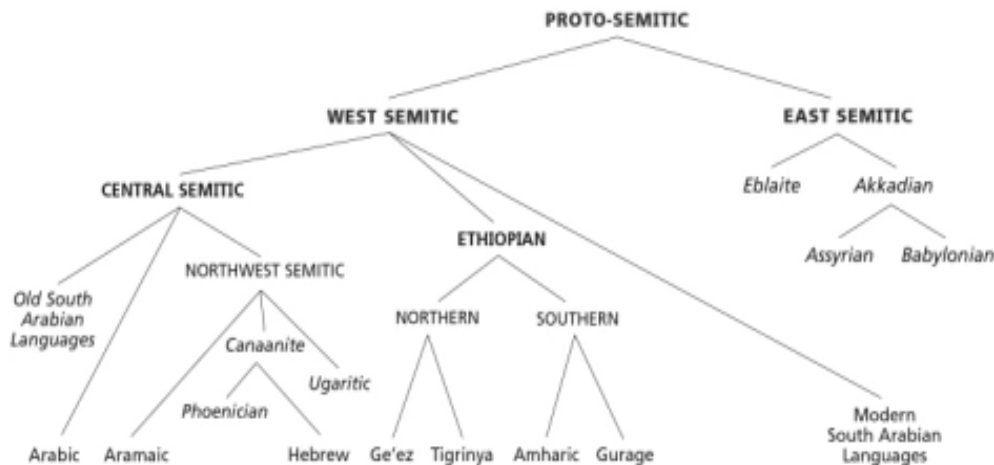 PROTO-SEMITIC
WEST SEMITIC
EAST SEMITIC
CENTRAL SEMITIC
Eblaite
Akkadian
ETHIOPIAN
Assyrian
Babylonian
NORTHWEST SEMITIC
Old South
Arabian
Languages
NORTHERN
SOUTHERN
Canaanite
Ugaritic
Phoenician
Modern
South Arabian
Languages
Arabic
Aramaic
Hebrew
Ge'ez
Tigrinya
Amharic
Gurage